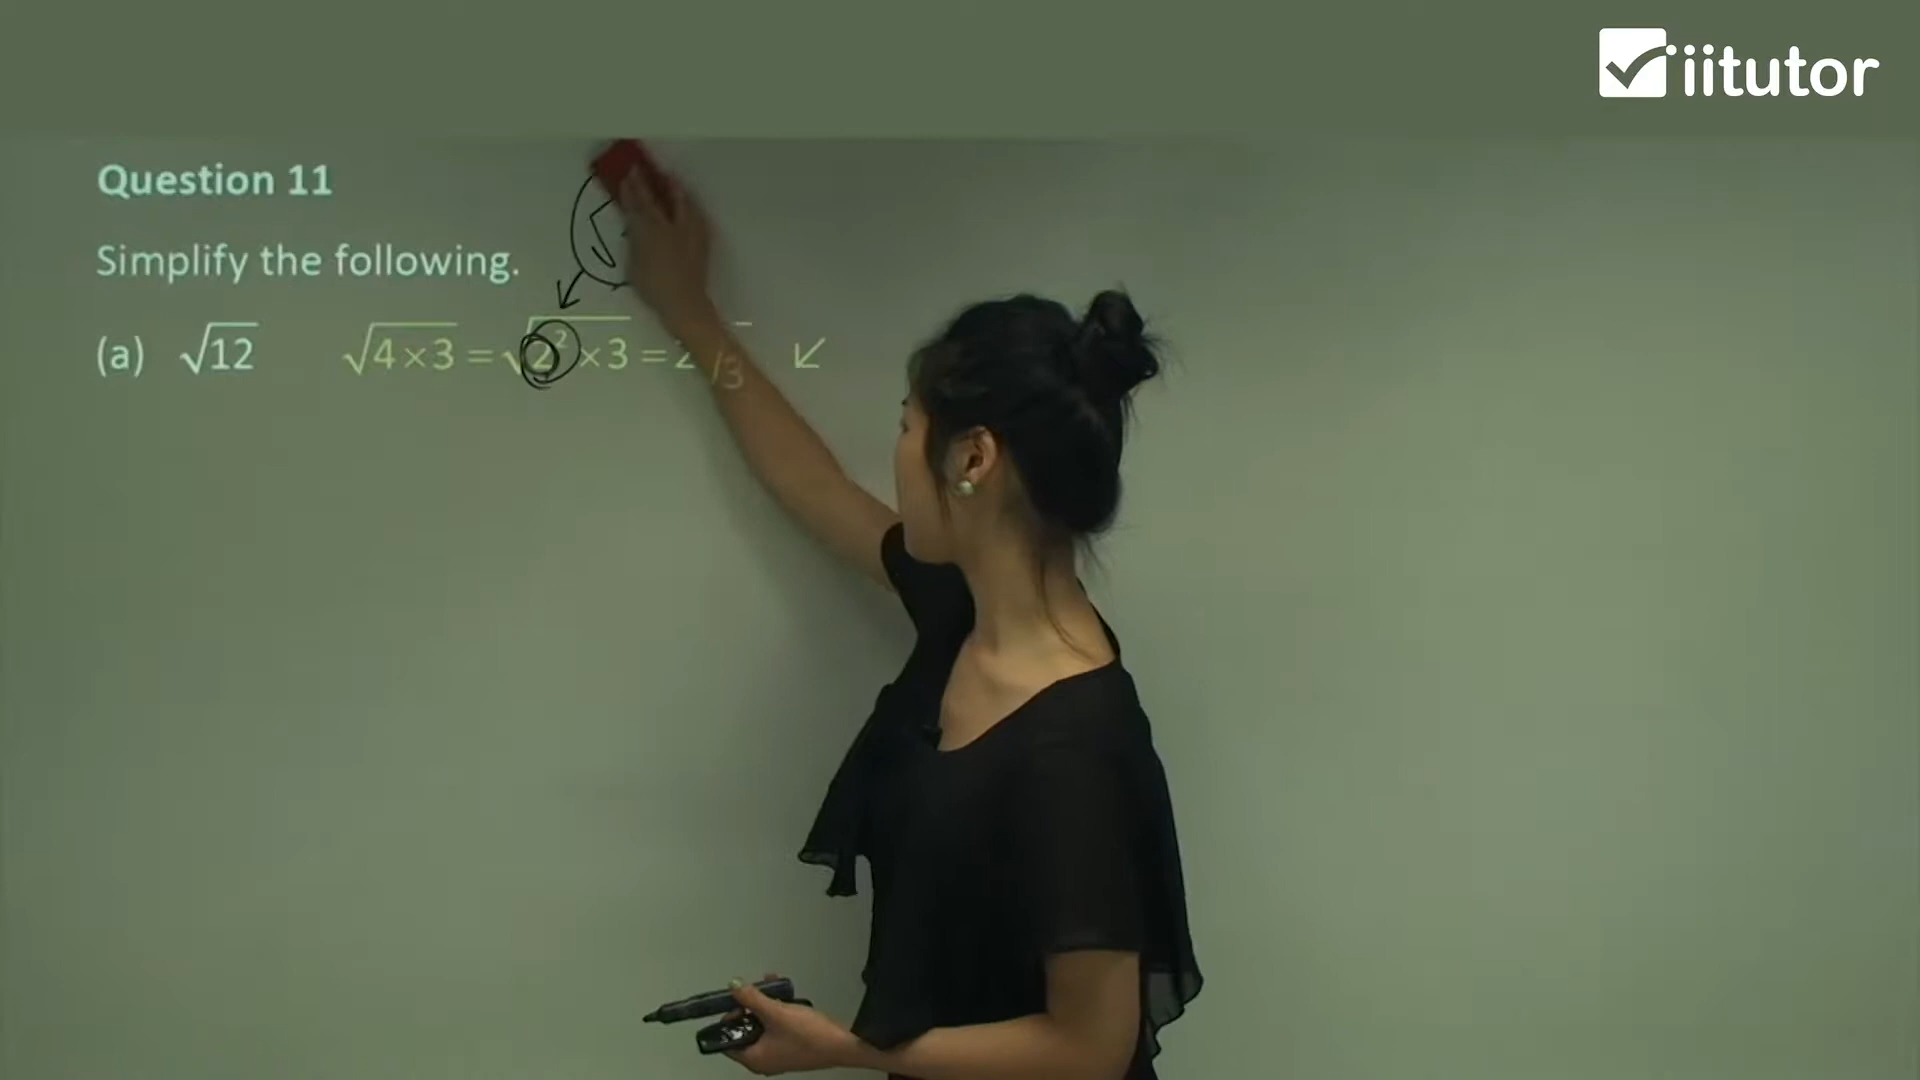 iitutor
Question 11
Simplify the following.
(a) √12 √4×3 = √2²×3 = 2√3 ↙